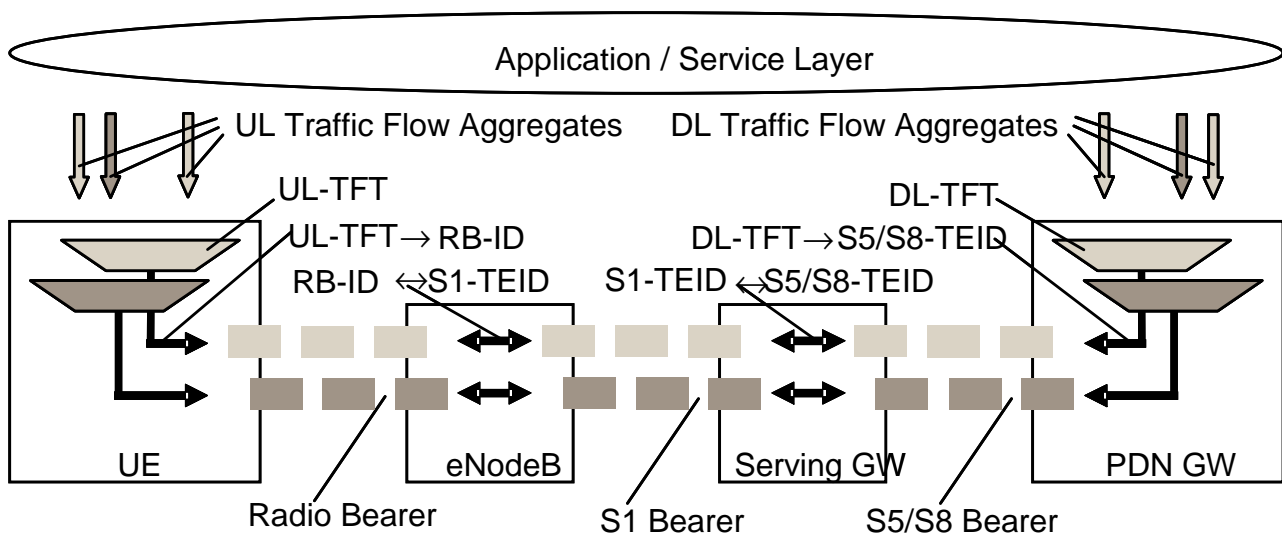 Application / Service Layer
UL Traffic Flow Aggregates
DL Traffic Flow Aggregates
UL-TFT
DL-TFT
UL-TFT → RB-ID
DL-TFT → S5/S8-TEID
RB-ID ↔ S1-TEID
S1-TEID ↔ S5/S8-TEID
UE
eNodeB
Serving GW
PDN GW
Radio Bearer
S1 Bearer
S5/S8 Bearer